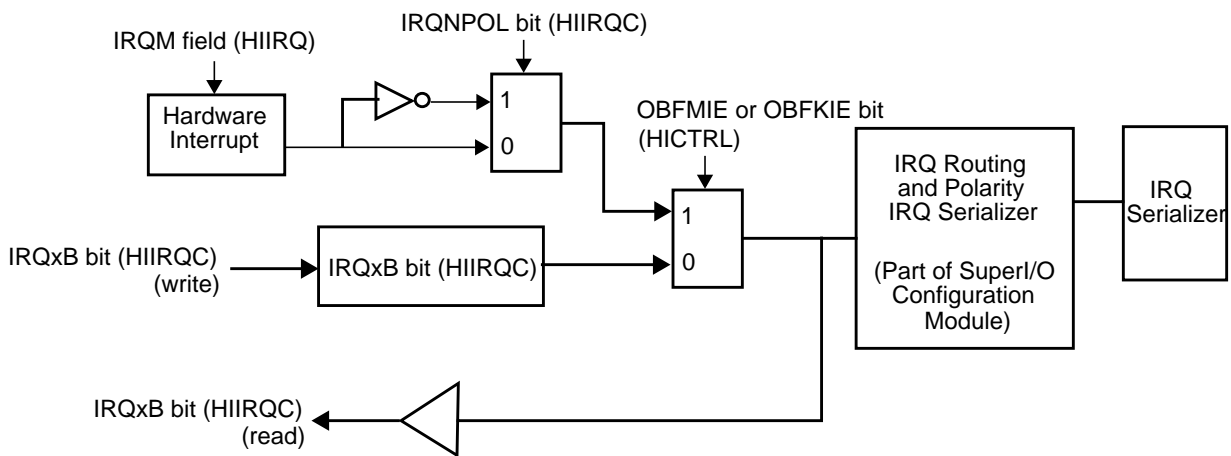 IRQNPOL bit (HIIRQC)
IRQM field (HIIRQ)
Hardware
Interrupt
1
0
OBFMIE or OBFKIE bit
(HICTRL)
1
0
IRQ Routing
and Polarity
IRQ Serializer
(Part of SuperI/O
Configuration
Module)
IRQ
Serializer
IRQxB bit (HIIRQC)
(write)
IRQxB bit (HIIRQC)
IRQxB bit (HIIRQC)
(read)